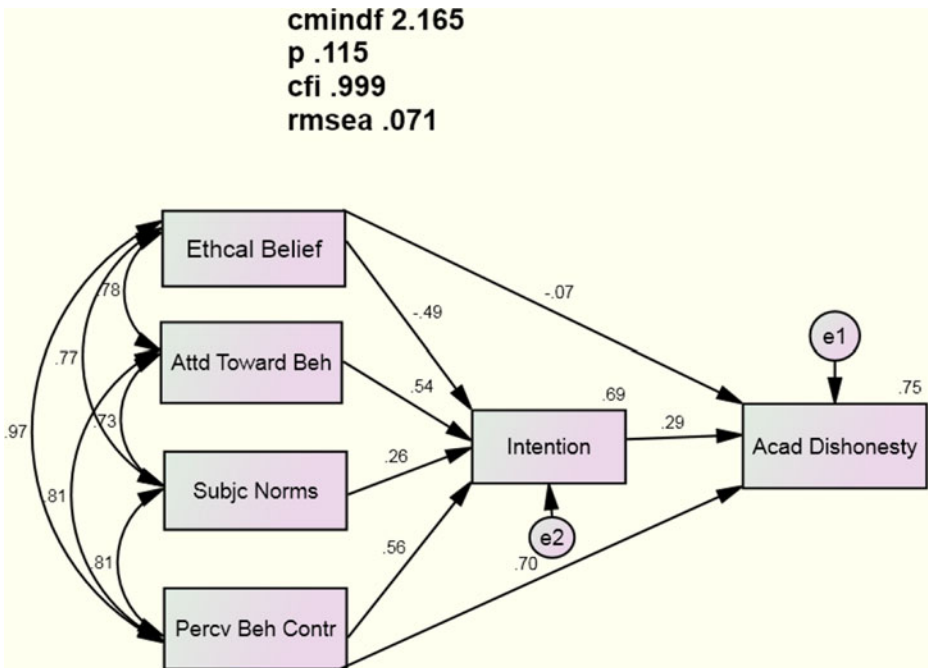 cmindf 2.165
p .115
cfi .999
rmsea .071
Ethcal Belief
-.07
.78
-.49
e1
Attd Toward Beh
.77
.54
.69
.75
.73
.97
Intention
.29
Acad Dishonesty
.26
Subjc Norms
.81
e2
.56
.70
.81
Percv Beh Contr